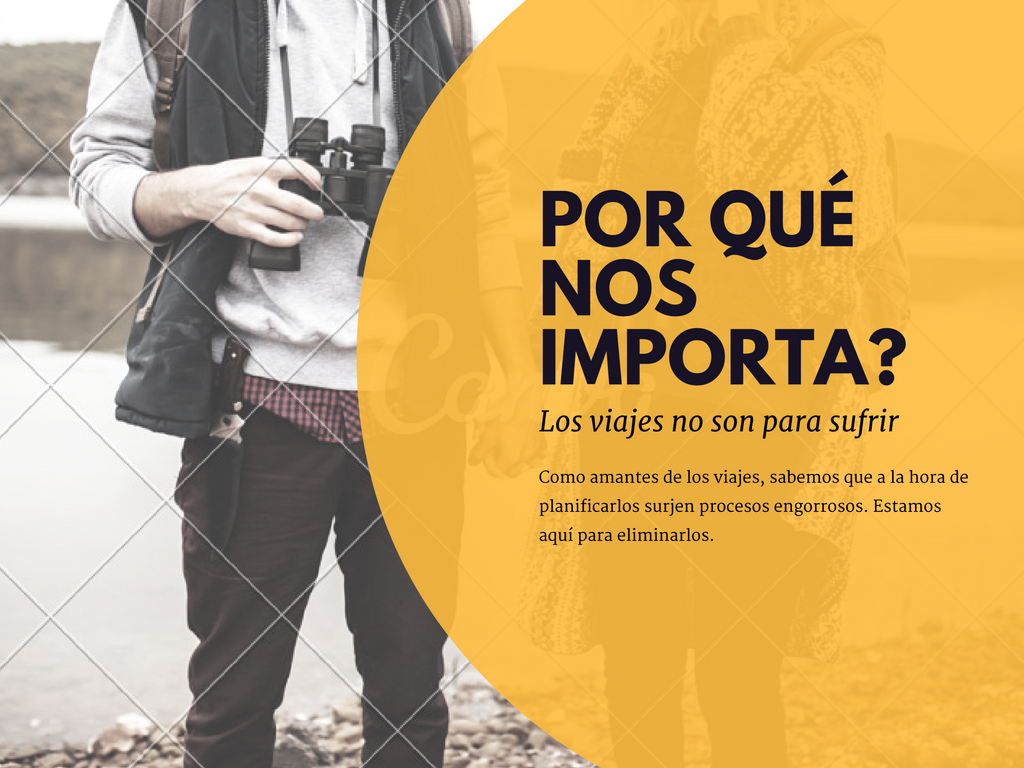 POR QUÉ
NOS
IMPORTA?
Los viajes no son para sufrir
Como amantes de los viajes, sabemos que a la hora de
planificarlos surjen procesos engorrosos. Estamos
aquí para eliminarlos.
Canva